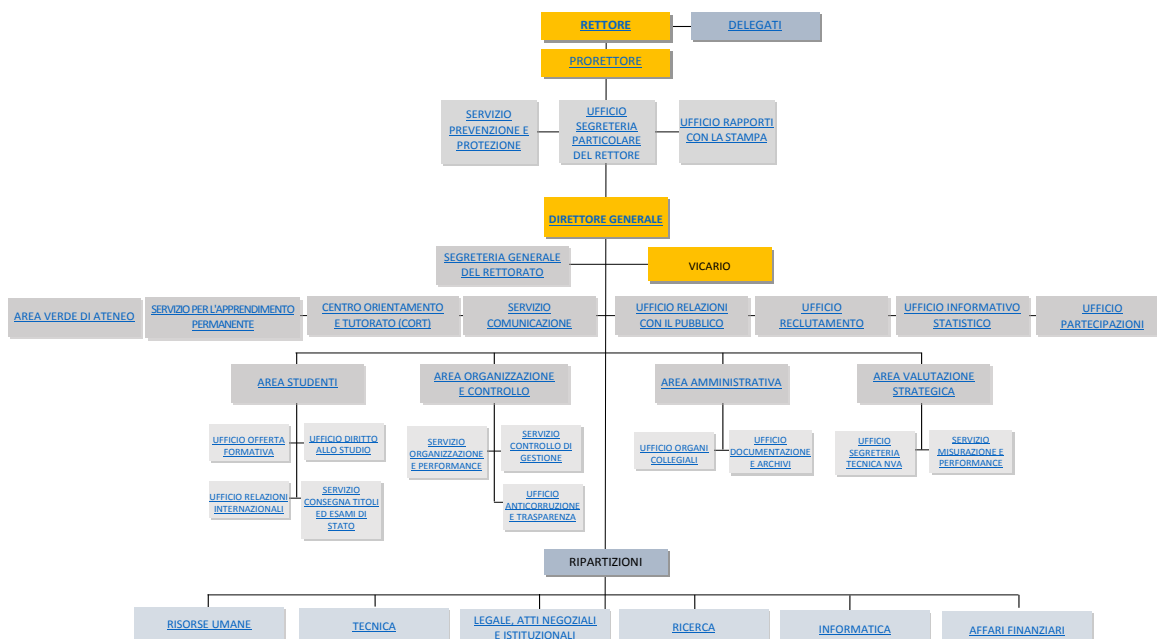 RETTORE
DELEGATI
PRORETTORE
SERVIZIO
PREVENZIONE E
PROTEZIONE
UFFICIO
SEGRETERIA
PARTICOLARE
DEL RETTORE
UFFICIO RAPPORTI
CON LA STAMPA
DIRETTORE GENERALE
SEGRETERIA GENERALE
DEL RETTORATO
VICARIO
AREA VERDE DI ATENEO
SERVIZIO PER L'APPRENDIMENTO
PERMANENTE
CENTRO ORIENTAMENTO
E TUTORATO (CORT)
SERVIZIO
COMUNICAZIONE
UFFICIO RELAZIONI
CON IL PUBBLICO
UFFICIO
RECLUTAMENTO
UFFICIO INFORMATIVO
STATISTICO
UFFICIO
PARTECIPAZIONI
AREA STUDENTI
AREA ORGANIZZAZIONE
E CONTROLLO
AREA AMMINISTRATIVA
AREA VALUTAZIONE
STRATEGICA
UFFICIO OFFERTA
FORMATIVA
UFFICIO DIRITTO
ALLO STUDIO
SERVIZIO
ORGANIZZAZIONE
E PERFORMANCE
SERVIZIO
CONTROLLO DI
GESTIONE
UFFICIO ORGANI
COLLEGIALI
UFFICIO
DOCUMENTAZIONE
E ARCHIVI
UFFICIO
SEGRETERIA
TECNICA NVA
SERVIZIO
MISURAZIONE E
PERFORMANCE
UFFICIO RELAZIONI
INTERNAZIONALI
SERVIZIO
CONSEGNA TITOLI
ED ESAMI DI
STATO
UFFICIO
ANTICORRUZIONE
E TRASPARENZA
RIPARTIZIONI
RISORSE UMANE
TECNICA
LEGALE, ATTI NEGOZIALI
E ISTITUZIONALI
RICERCA
INFORMATICA
AFFARI FINANZIARI